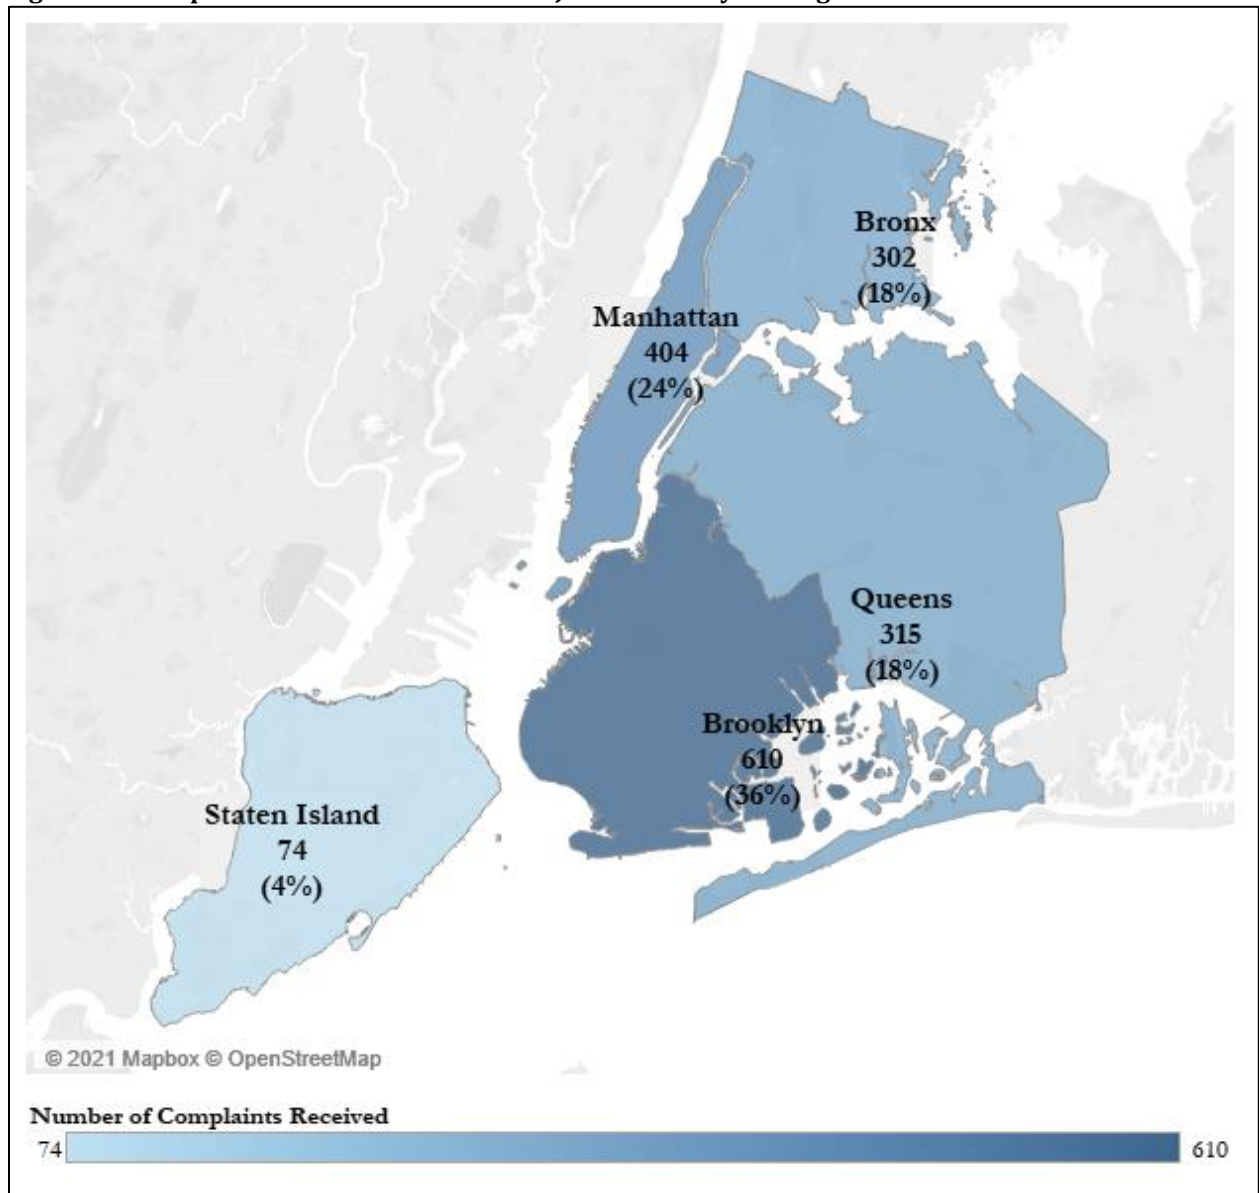 Bronx
302
(18%)
Manhattan
404
(24%)
Queens
315
(18%)
Brooklyn
610
(36%)
Staten Island
74
(4%)
© 2021 Mapbox © OpenStreetMap
Number of Complaints Received
74
610